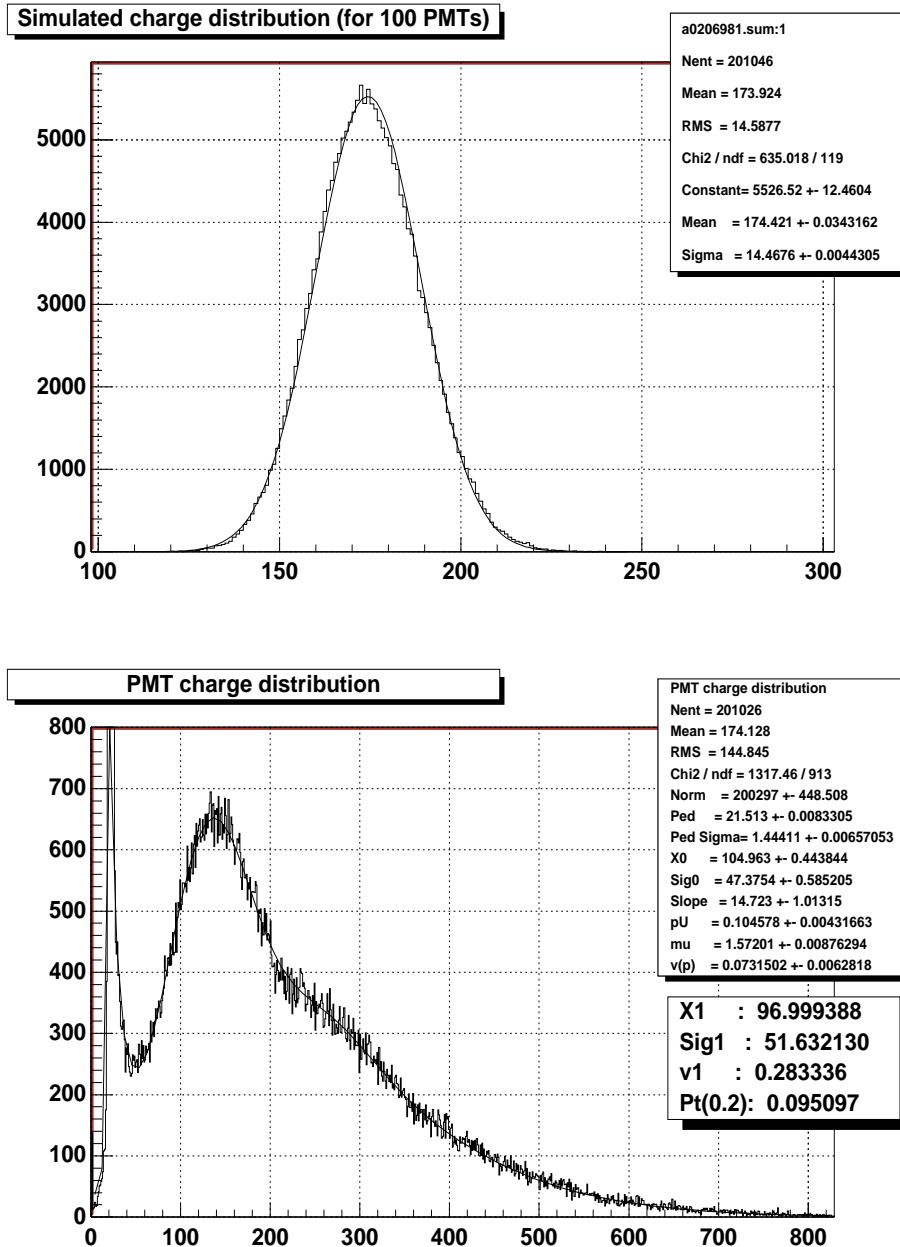 Simulated charge distribution (for 100 PMTs)
a0206981.sum:1
Nent = 201046
Mean = 173.924
RMS = 14.5877
Chi2 / ndf = 635.018 / 119
Constant= 5526.52 +- 12.4604
Mean = 174.421 +- 0.0343162
Sigma = 14.4676 +- 0.0044305
5000
4000
3000
2000
1000
0
100 150 200 250 300
PMT charge distribution
PMT charge distribution
Nent = 201026
Mean = 174.128
RMS = 144.845
Chi2 / ndf = 1317.46 / 913
Norm = 200297 +- 448.508
Ped = 21.513 +- 0.0083305
Ped Sigma= 1.44411 +- 0.00657053
X0 = 104.963 +- 0.443844
Sig0 = 47.3754 +- 0.585205
Slope = 14.723 +- 1.01315
pU = 0.104578 +- 0.00431663
mu = 1.57201 +- 0.00876294
v(p) = 0.0731502 +- 0.0062818
X1 : 96.999388
Sig1 : 51.632130
v1 : 0.283336
Pt(0.2): 0.095097
800
700
600
500
400
300
200
100
0
0 100 200 300 400 500 600 700 800